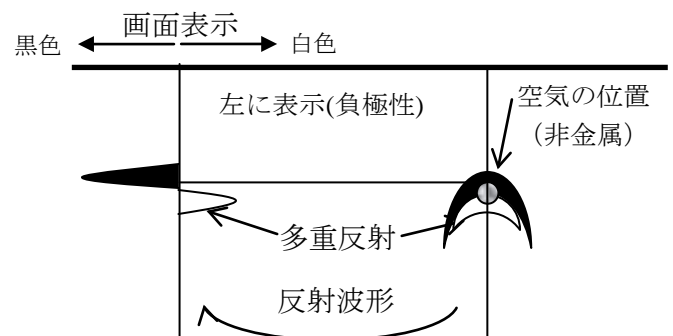 画面表示
黒色
白色
左に表示(負極性)
空気の位置
（非金属）
多重反射
反射波形